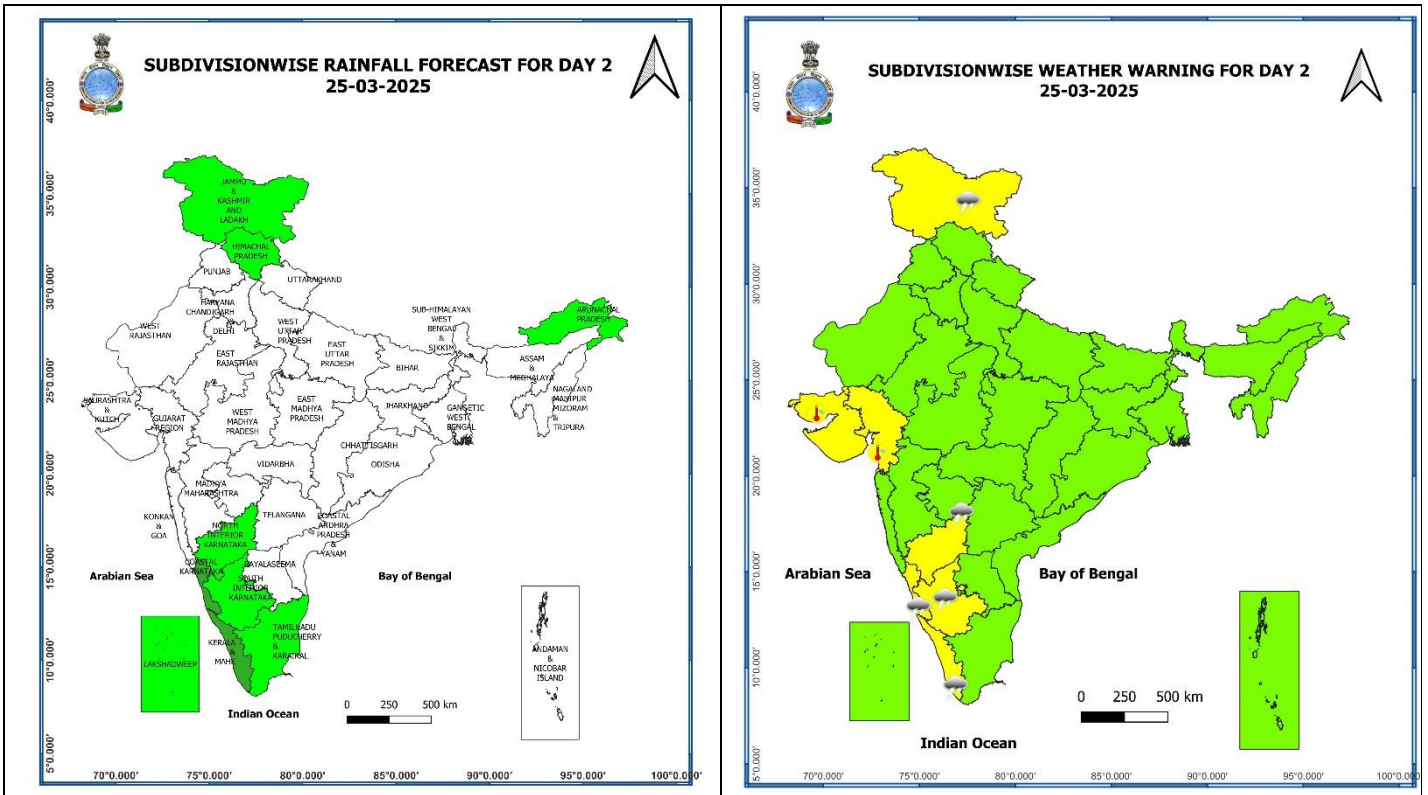 SUBDIVISIONWISE RAINFALL FORECAST FOR DAY 2
25-03-2025
40°0.000'
35°0.000'
30°0.000'
25°0.000'
20°0.000'
15°0.000'
10°0.000'
5°0.000'
JAMMU
&
KASHMIR
AND
LADAKH
HIMACHAL
PRADESH
PUNJAB
UTTARAKHAND
HARYANA
CHANDIGARH
&
DELHI
WEST
RAJASTHAN
WEST
UTTAR
PRADESH
EAST
UTTAR
PRADESH
SUB-HIMALAYAN
WEST
BENGAL
&
SIKKIM
ARUNACHAL
PRADESH
EAST
RAJASTHAN
BIHAR
ASSAM
&
MEGHALAYA
NAGALAND
MANIPUR
MIZORAM
&
TRIPURA
SAURASHTRA
&
KUTCH
GUJARAT
REGION
WEST
MADHYA
PRADESH
EAST
MADHYA
PRADESH
JHARKHAND
GANGETIC
WEST
BENGAL
CHHATTISGARH
ODISHA
VIDARBHA
MADHYA
MAHARASHTRA
KONKAN
&
GOA
TELANGANA
COASTAL
ANDHRA
PRADESH
&
YANAM
NORTH
INTERIOR
KARNATAKA
COASTAL
KARNATAKA
RAYALASEEMA
SOUTH
INTERIOR
KARNATAKA
Arabian Sea
Bay of Bengal
TAMILNADU
PUDUCHERRY
&
KARAIKAL
KERALA
&
MAHE
LAKSHADWEEP
ANDAMAN
&
NICOBAR
ISLAND
0 250 500 km
Indian Ocean
70°0.000' 75°0.000' 80°0.000' 85°0.000' 90°0.000' 95°0.000' 100°0.000'
SUBDIVISIONWISE WEATHER WARNING FOR DAY 2
25-03-2025
40°0.000'
35°0.000'
30°0.000'
25°0.000'
20°0.000'
15°0.000'
10°0.000'
5°0.000'
Arabian Sea
Bay of Bengal
0 250 500 km
Indian Ocean
70°0.000' 75°0.000' 80°0.000' 85°0.000' 90°0.000' 95°0.000' 100°0.000'